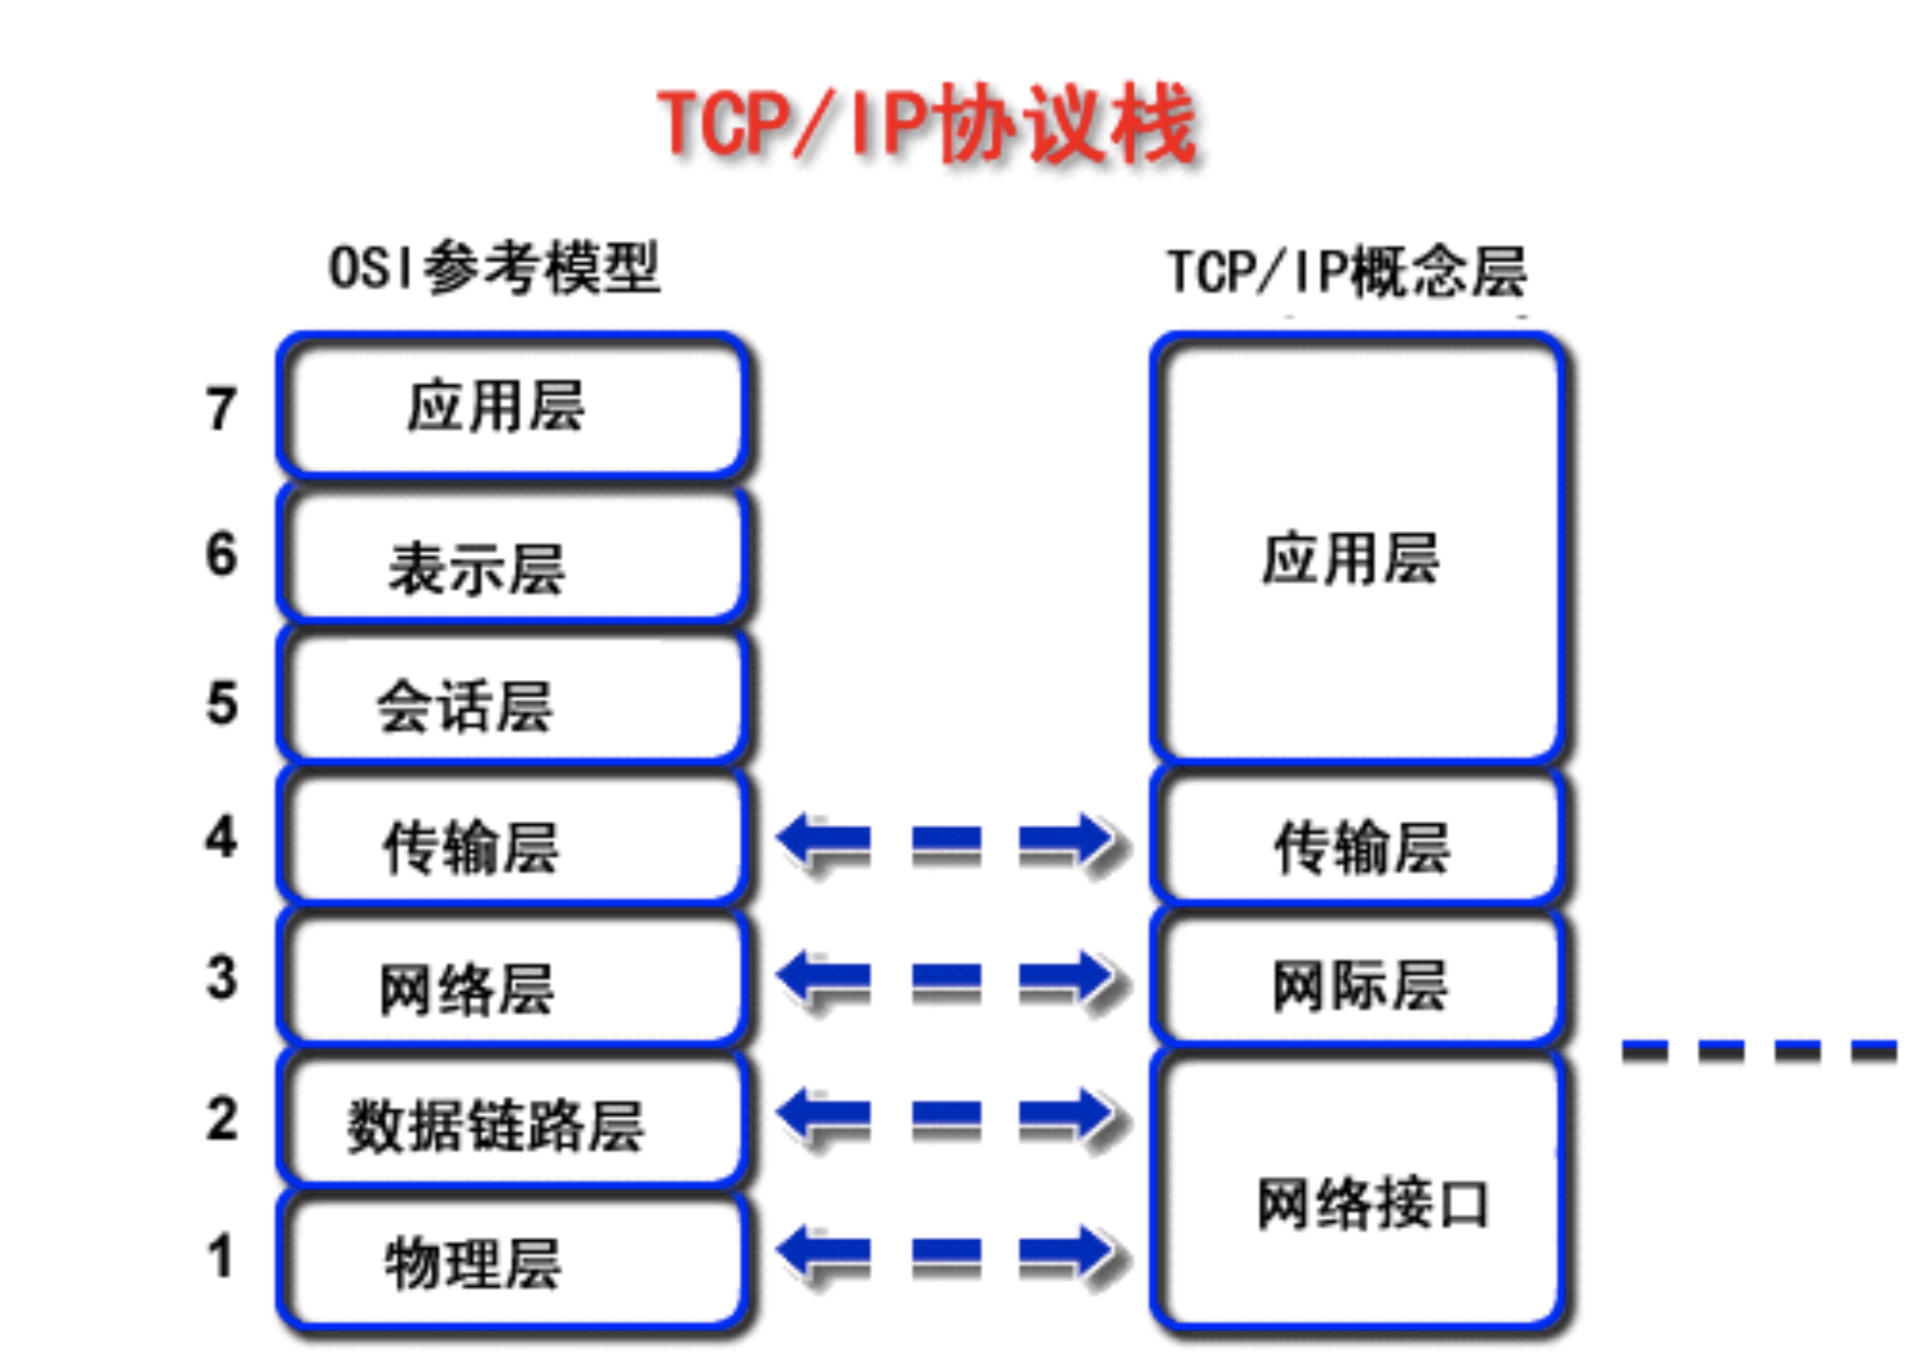 TCP/IP协议栈
OSI参考模型
TCP/IP概念层
7 应用层
6 表示层
5 会话层
4 传输层
3 网络层
2 数据链路层
1 物理层
应用层
传输层
网际层
网络接口